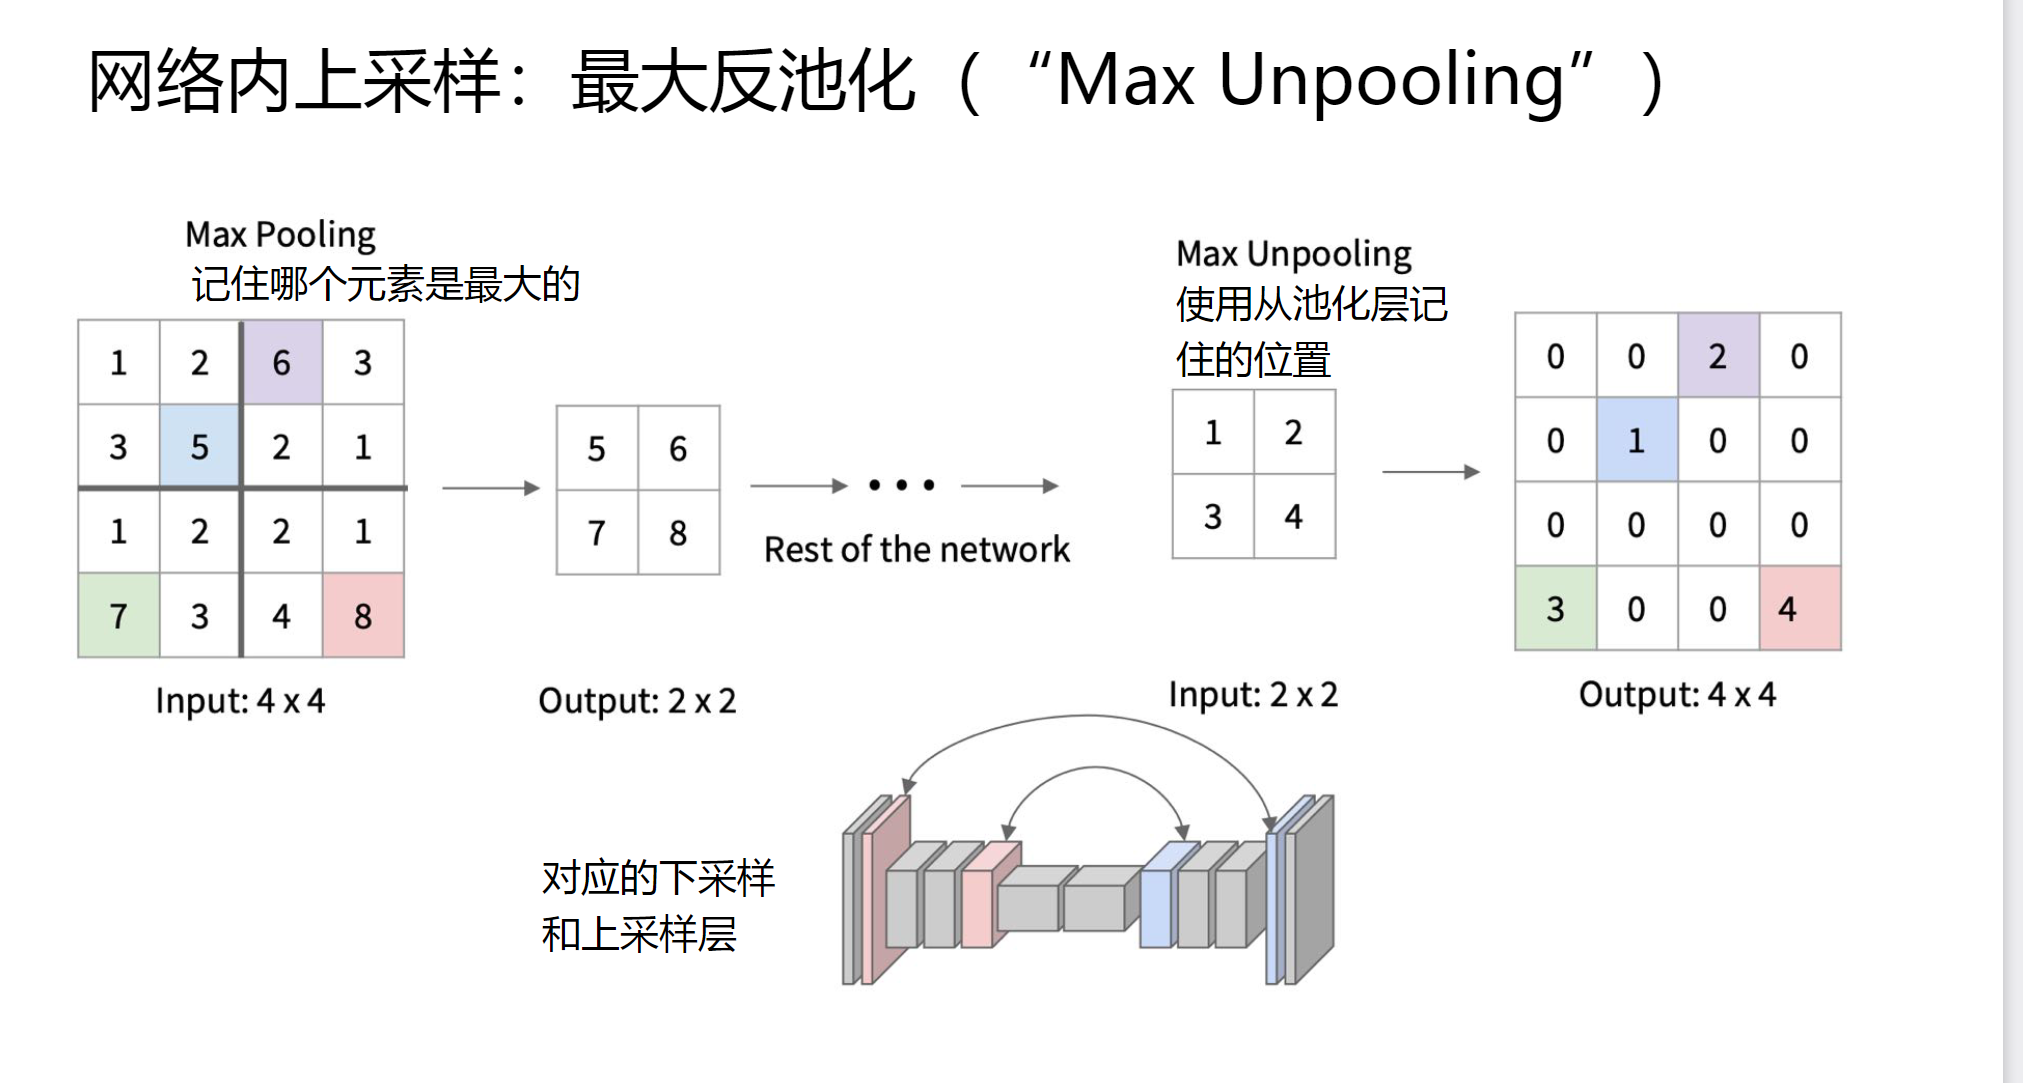 网络内上采样：最大反池化（“Max Unpooling”）
Max Pooling
记住哪个元素是最大的
1 2 6 3
3 5 2 1
1 2 2 1
7 3 4 8
Input: 4 x 4
5 6
7 8
Output: 2 x 2
Rest of the network
Max Unpooling
使用从池化层记
住的位置
1 2
3 4
Input: 2 x 2
0 0 2 0
0 1 0 0
0 0 0 0
3 0 0 4
Output: 4 x 4
对应的下采样
和上采样层